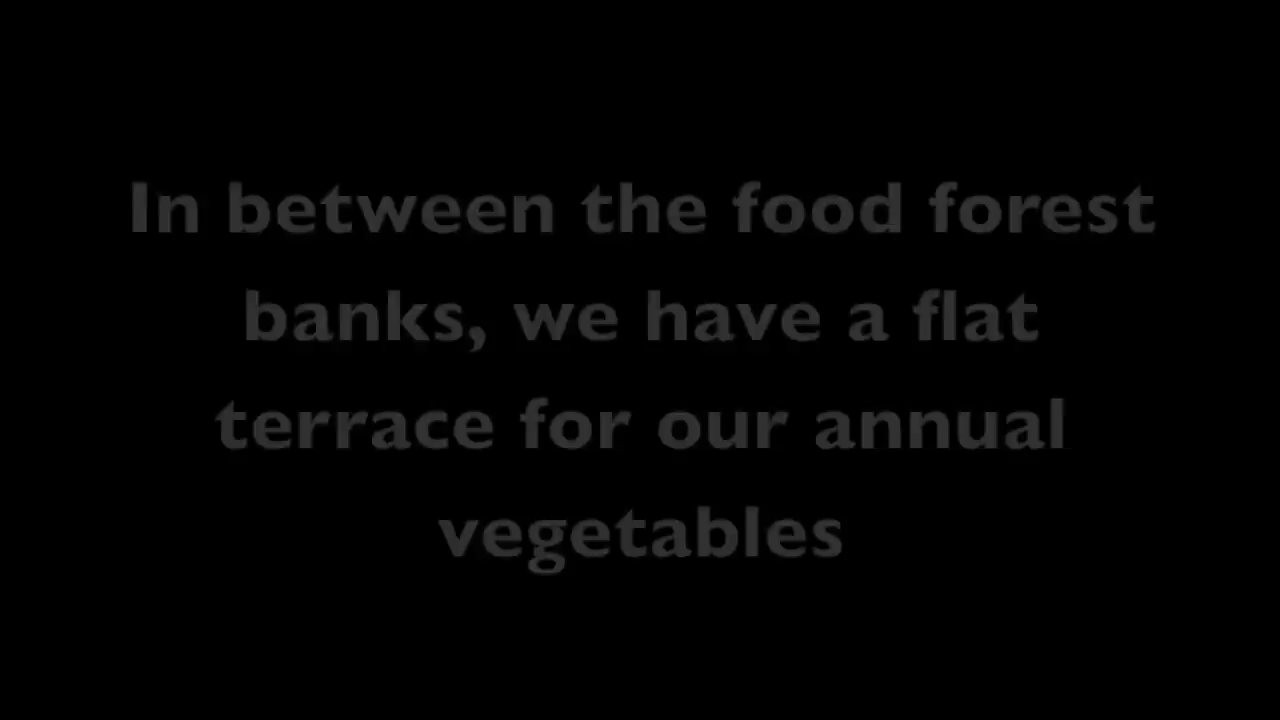 In between the food forest
banks, we have a flat
terrace for our annual
vegetables